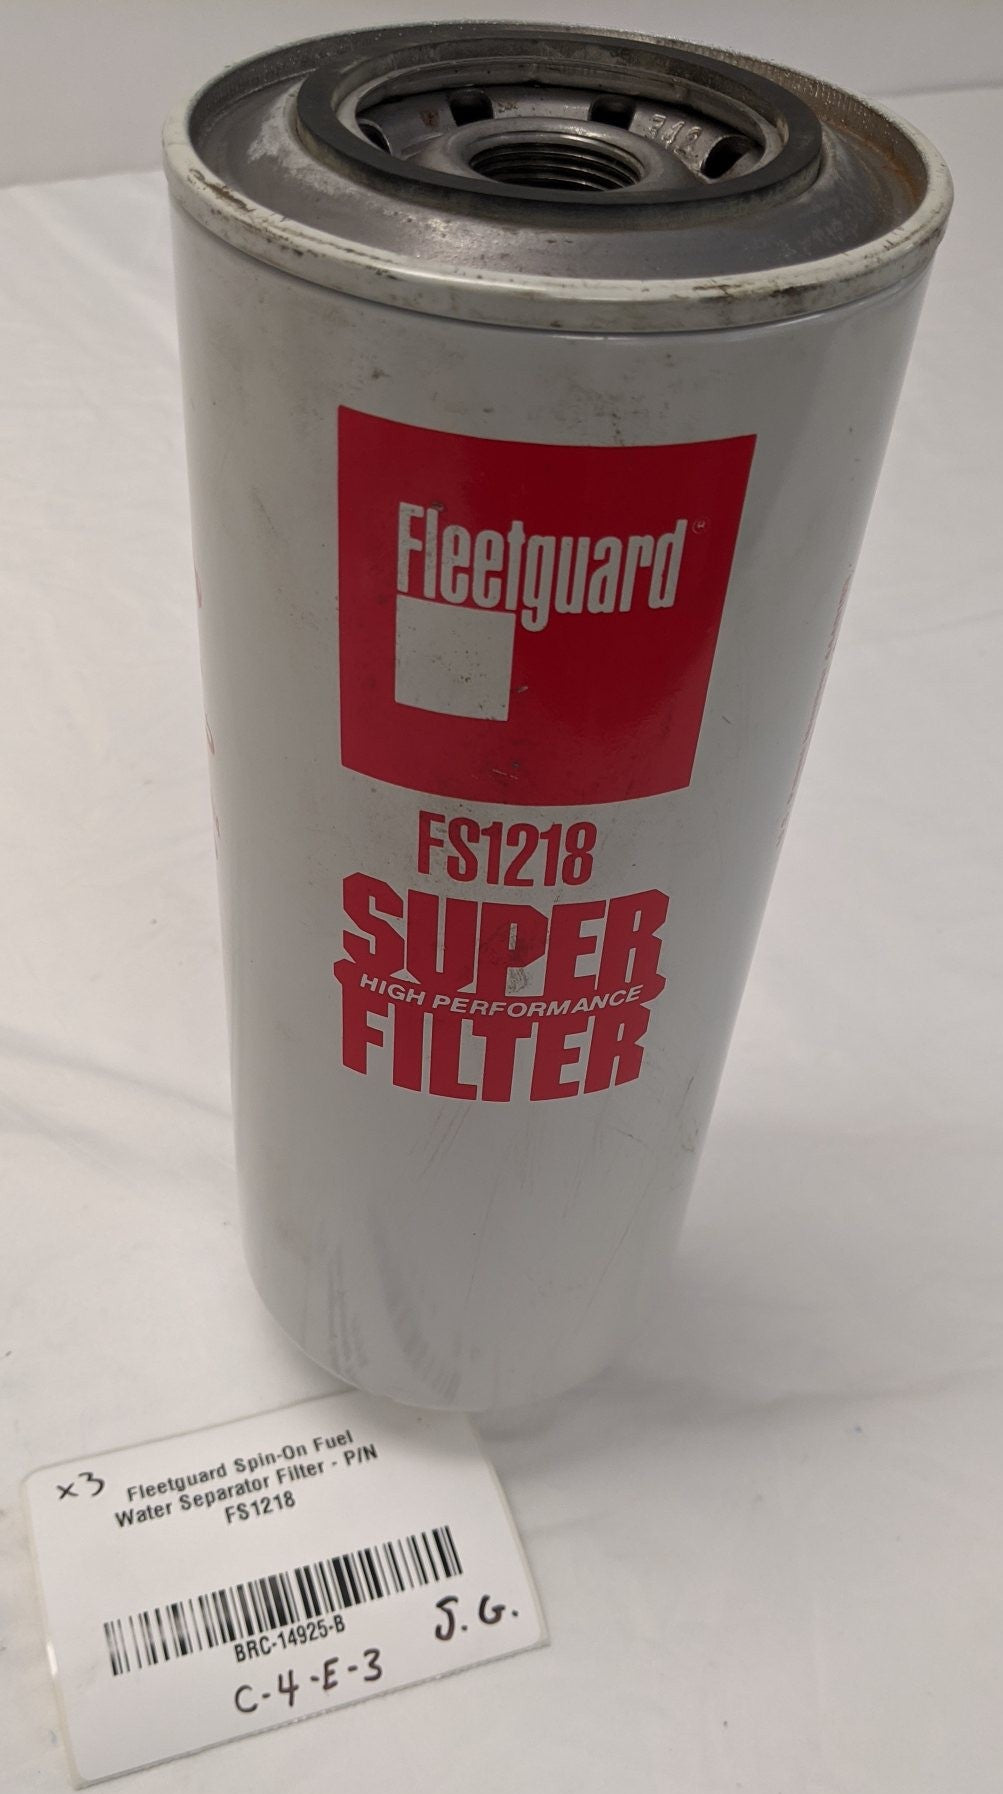 Fleetguard®
FS1218
SUPER
HIGH PERFORMANCE
FILTER
x3 Fleetguard Spin-On Fuel
Water Separator Filter - P/N
FS1218
BRC-14925-B
J.G.
C-4-E-3